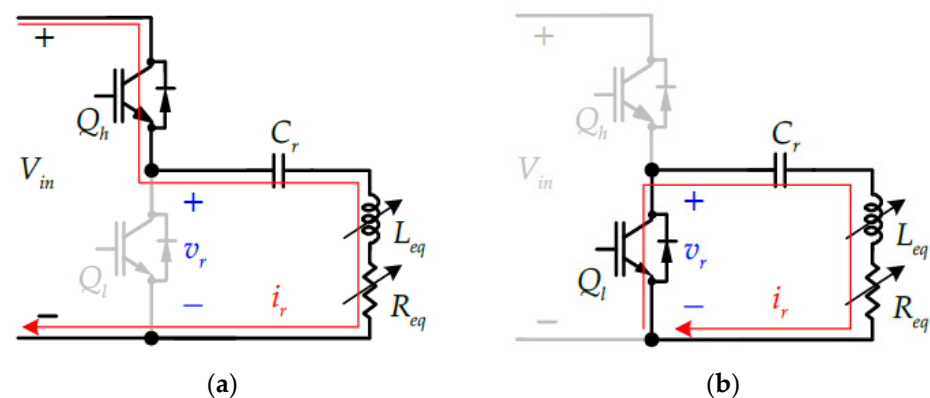 +
Q_h
C_r
V_in
+
v_r
L_eq
Q_l
−
i_r
R_eq
−
(a)
+
Q_h
C_r
V_in
+
v_r
L_eq
Q_l
−
i_r
R_eq
−
(b)